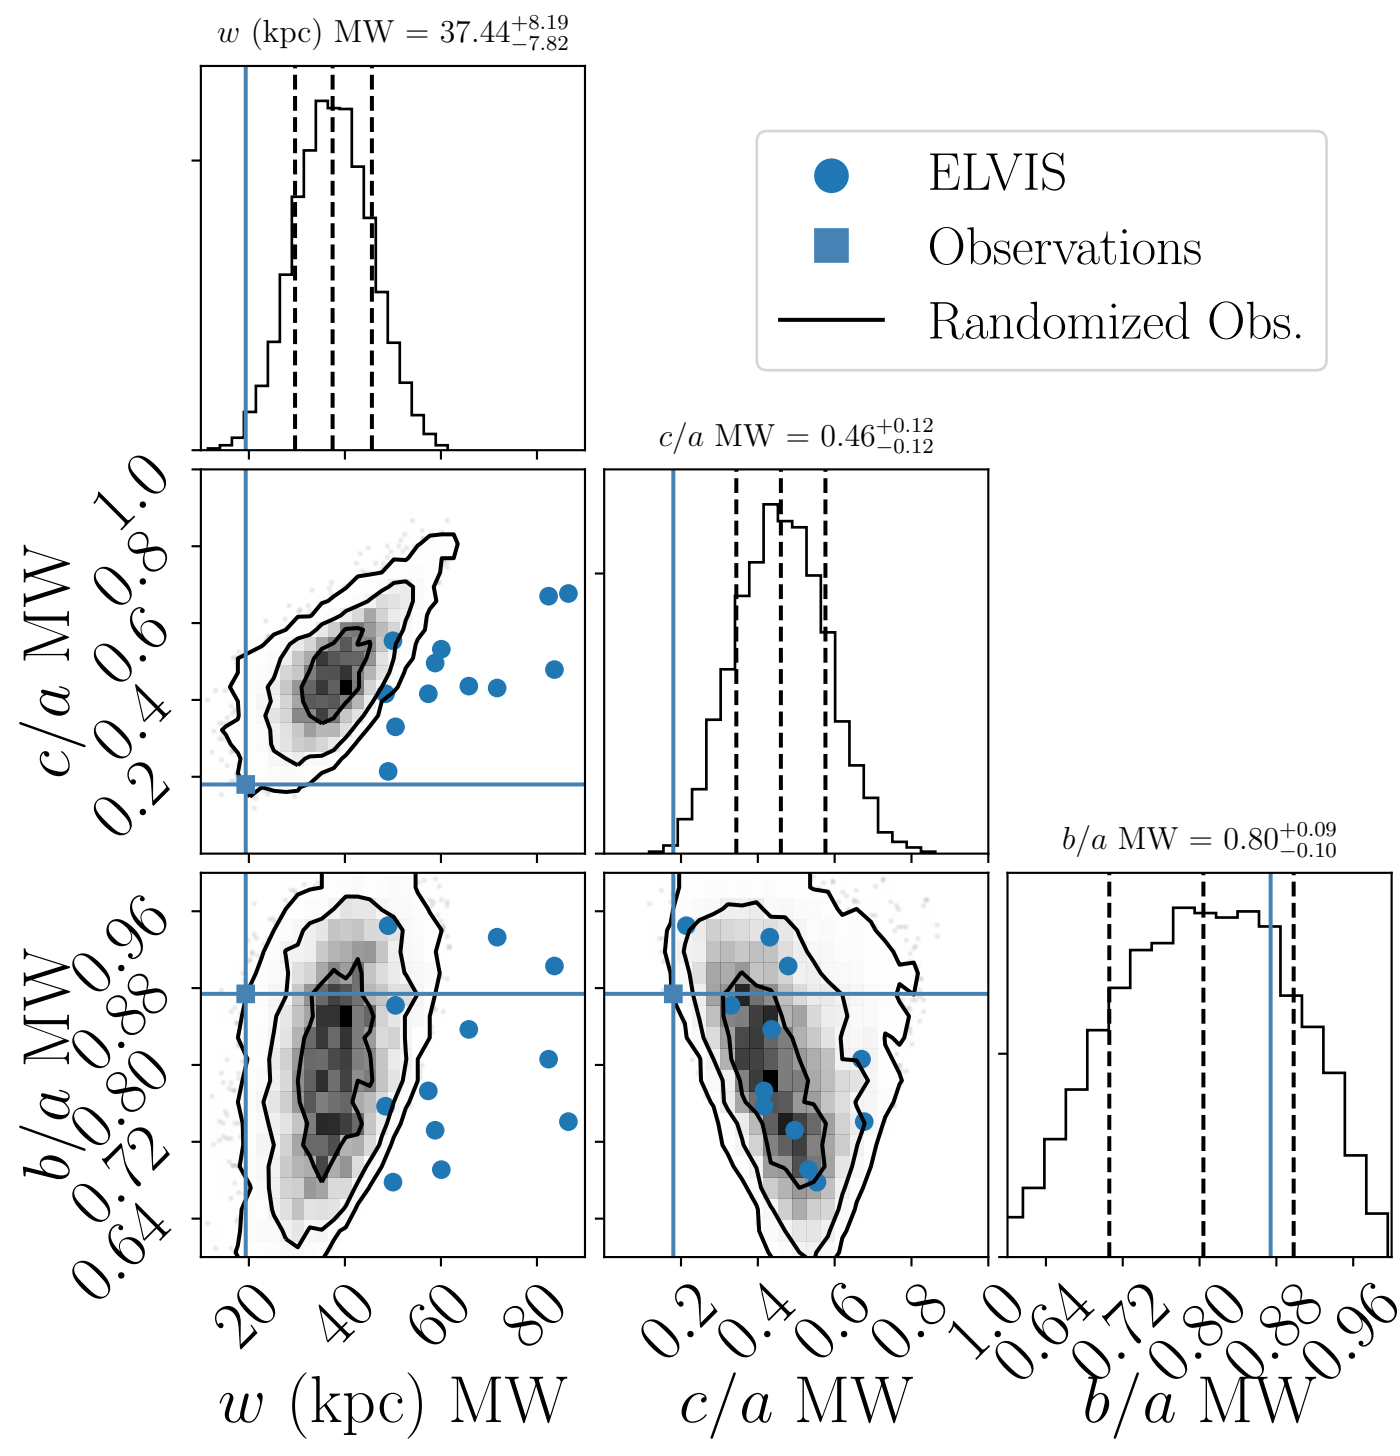 w (kpc) MW = 37.44+8.19−7.82
ELVIS
Observations
Randomized Obs.
c/a MW = 0.46+0.12−0.12
c/a MW
1.0
0.8
0.6
0.4
0.2
b/a MW = 0.80+0.09−0.10
b/a MW
0.96
0.88
0.80
0.72
0.64
20 40 60 80
0.2 0.4 0.6 0.8 1.0
0.64 0.72 0.80 0.88 0.96
w (kpc) MW
c/a MW
b/a MW